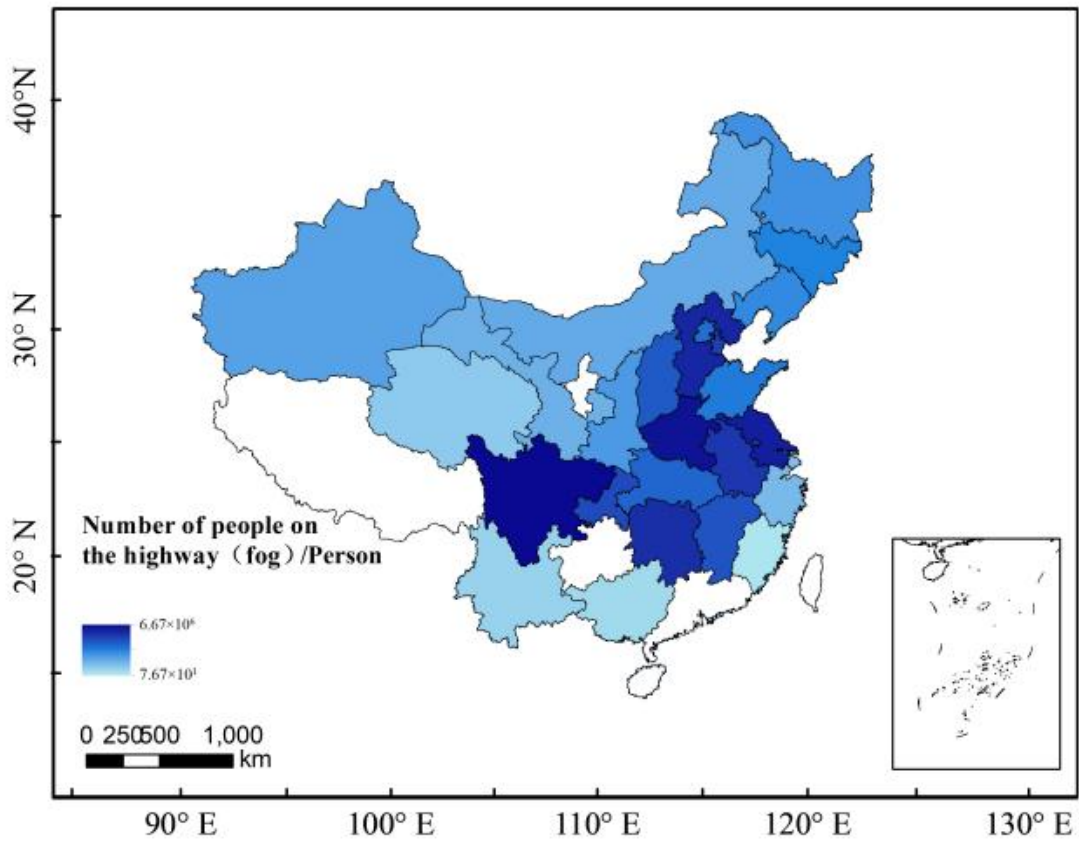 40°N
30° N
20° N
Number of people on
the highway（fog）/Person
6.67×10⁶
7.67×10¹
0 250500 1,000
km
90° E 100° E 110° E 120° E 130° E